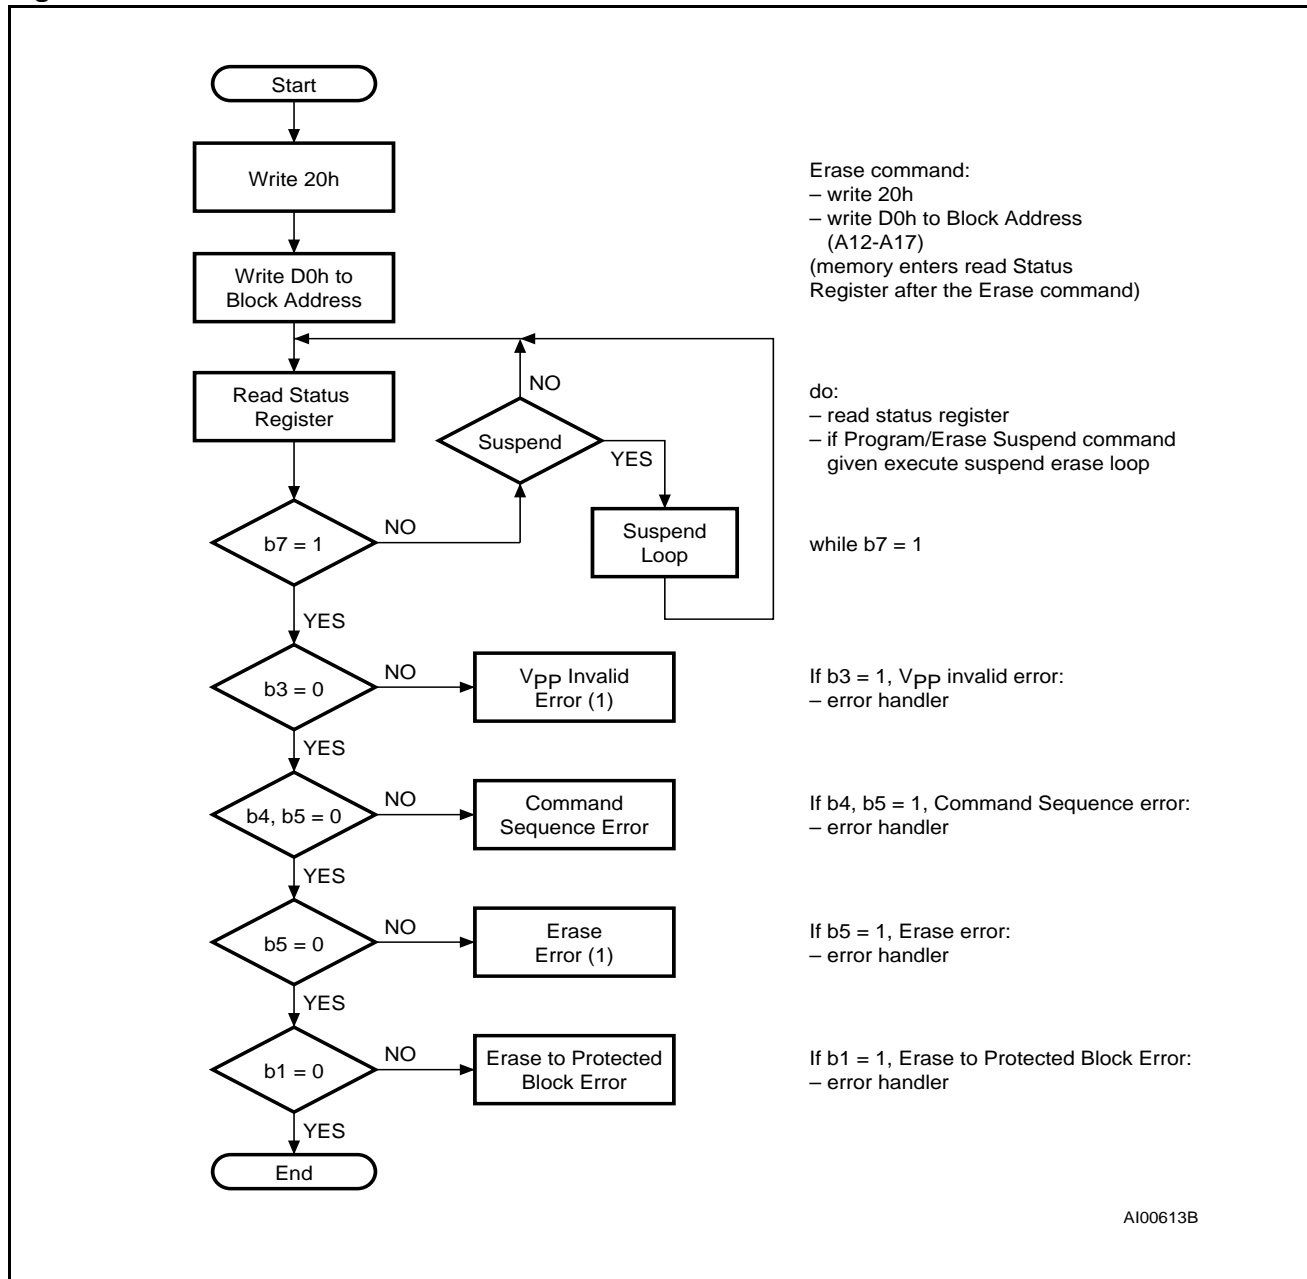 Start
Write 20h
Erase command:
– write 20h
– write D0h to Block Address
(A12-A17)
(memory enters read Status
Register after the Erase command)
Write D0h to
Block Address
Read Status
Register
NO
Suspend
YES
do:
– read status register
– if Program/Erase Suspend command
given execute suspend erase loop
b7 = 1
NO
Suspend
Loop
while b7 = 1
YES
b3 = 0
NO
VPP Invalid
Error (1)
If b3 = 1, VPP invalid error:
– error handler
YES
b4, b5 = 0
NO
Command
Sequence Error
If b4, b5 = 1, Command Sequence error:
– error handler
YES
b5 = 0
NO
Erase
Error (1)
If b5 = 1, Erase error:
– error handler
YES
b1 = 0
NO
Erase to Protected
Block Error
If b1 = 1, Erase to Protected Block Error:
– error handler
YES
End
AI00613B